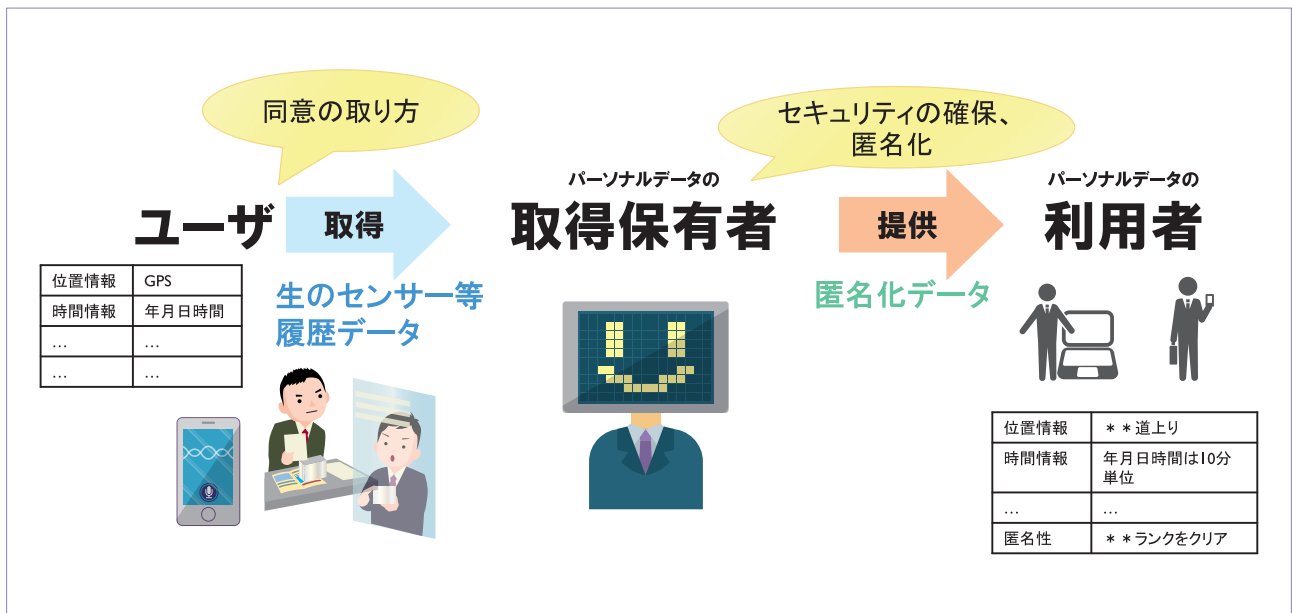 同意の取り方
セキュリティの確保、
匿名化
ユーザ
取得
パーソナルデータの
取得保有者
提供
パーソナルデータの
利用者
生のセンサー等
履歴データ
匿名化データ
位置情報 GPS
時間情報 年月日時間
… …
… …
位置情報 ＊＊道上り
時間情報 年月日時間は10分
単位
… …
匿名性 ＊＊ランクをクリア